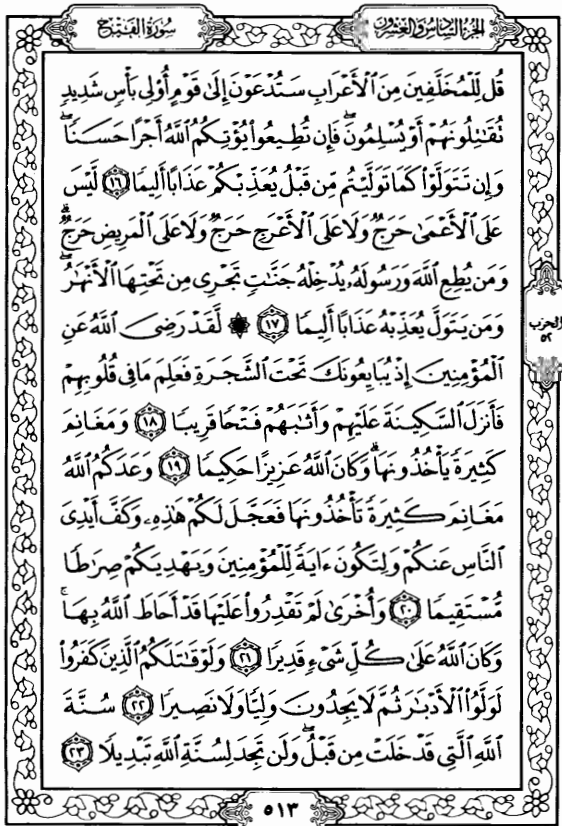 الجزء السادس والعشرون
سُورَةُ الفَتْحِ
قُل لِّلْمُخَلَّفِينَ مِنَ ٱلْأَعْرَابِ سَتُدْعَوْنَ إِلَىٰ قَوْمٍ أُو۟لِى بَأْسٍ شَدِيدٍ
تُقَٰتِلُونَهُمْ أَوْ يُسْلِمُونَ ۖ فَإِن تُطِيعُوا۟ يُؤْتِكُمُ ٱللَّهُ أَجْرًا حَسَنًا ۖ
وَإِن تَتَوَلَّوْا۟ كَمَا تَوَلَّيْتُم مِّن قَبْلُ يُعَذِّبْكُمْ عَذَابًا أَلِيمًا ١٦ لَّيْسَ
عَلَى ٱلْأَعْمَىٰ حَرَجٌ وَلَا عَلَى ٱلْأَعْرَجِ حَرَجٌ وَلَا عَلَى ٱلْمَرِيضِ حَرَجٌ ۗ
وَمَن يُطِعِ ٱللَّهَ وَرَسُولَهُۥ يُدْخِلْهُ جَنَّٰتٍ تَجْرِى مِن تَحْتِهَا ٱلْأَنْهَٰرُ ۖ
وَمَن يَتَوَلَّ يُعَذِّبْهُ عَذَابًا أَلِيمًا ١٧ ۞ لَّقَدْ رَضِىَ ٱللَّهُ عَنِ
ٱلْمُؤْمِنِينَ إِذْ يُبَايِعُونَكَ تَحْتَ ٱلشَّجَرَةِ فَعَلِمَ مَا فِى قُلُوبِهِمْ
فَأَنزَلَ ٱلسَّكِينَةَ عَلَيْهِمْ وَأَثَٰبَهُمْ فَتْحًا قَرِيبًا ١٨ وَمَغَانِمَ
كَثِيرَةً يَأْخُذُونَهَا ۗ وَكَانَ ٱللَّهُ عَزِيزًا حَكِيمًا ١٩ وَعَدَكُمُ ٱللَّهُ
مَغَانِمَ كَثِيرَةً تَأْخُذُونَهَا فَعَجَّلَ لَكُمْ هَٰذِهِۦ وَكَفَّ أَيْدِىَ
ٱلنَّاسِ عَنكُمْ وَلِتَكُونَ ءَايَةً لِّلْمُؤْمِنِينَ وَيَهْدِيَكُمْ صِرَٰطًا
مُّسْتَقِيمًا ٢٠ وَأُخْرَىٰ لَمْ تَقْدِرُوا۟ عَلَيْهَا قَدْ أَحَاطَ ٱللَّهُ بِهَا ۚ
وَكَانَ ٱللَّهُ عَلَىٰ كُلِّ شَىْءٍ قَدِيرًا ٢١ وَلَوْ قَٰتَلَكُمُ ٱلَّذِينَ كَفَرُوا۟
لَوَلَّوُا۟ ٱلْأَدْبَٰرَ ثُمَّ لَا يَجِدُونَ وَلِيًّا وَلَا نَصِيرًا ٢٢ سُنَّةَ
ٱللَّهِ ٱلَّتِى قَدْ خَلَتْ مِن قَبْلُ ۖ وَلَن تَجِدَ لِسُنَّةِ ٱللَّهِ تَبْدِيلًا ٢٣
الحزب
٥٢
٥١٣